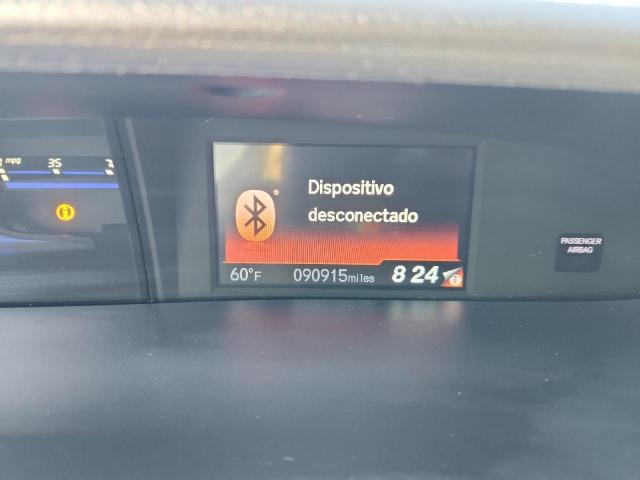 mpg 35
Dispositivo
desconectado
60°F 090915miles 8 24
PASSENGER
AIRBAG